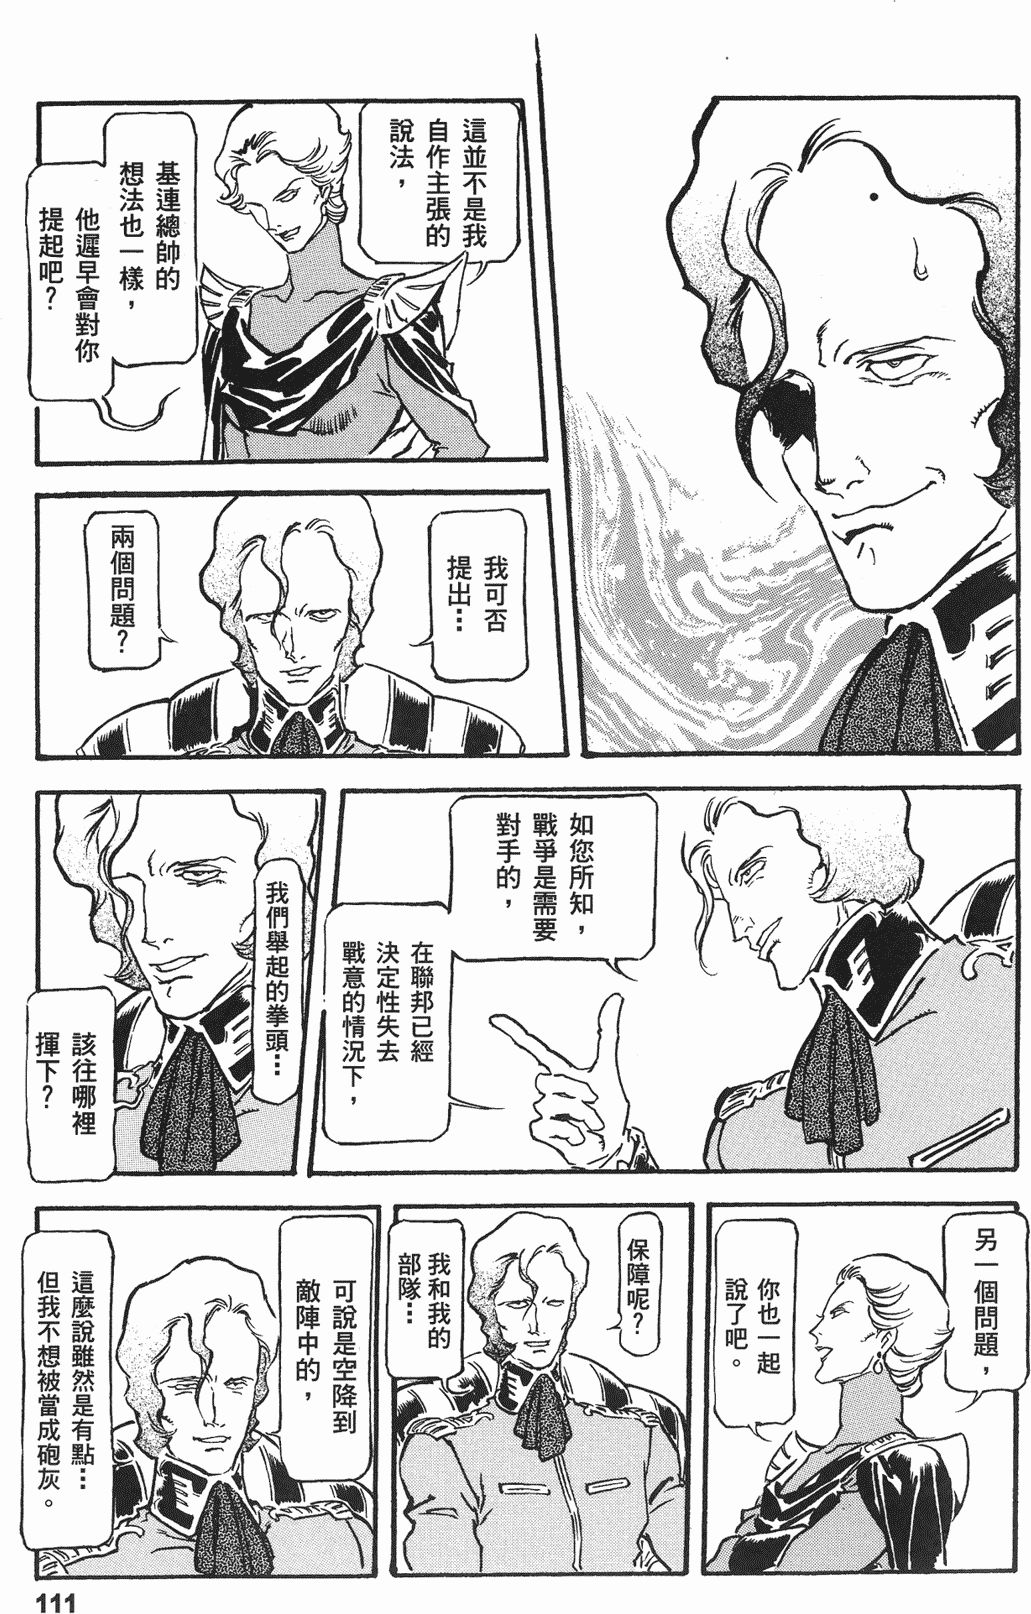 這並不是我
自作主張的
說法，
基連總帥的
想法也一樣，
他遲早會對你
提起吧？
我可否
提出⋯
兩個問題？
如您所知，
戰爭是需要
對手的，
在聯邦已經
決定性失去
戰意的情況下，
我們舉起的拳頭⋯
該往哪裡
揮下？
另一個問題，
你也一起
說了吧。
保障呢？
我和我的
部隊⋯
可說是空降到
敵陣中的，
這麼說雖然是有點⋯
但我不想被當成砲灰。
111